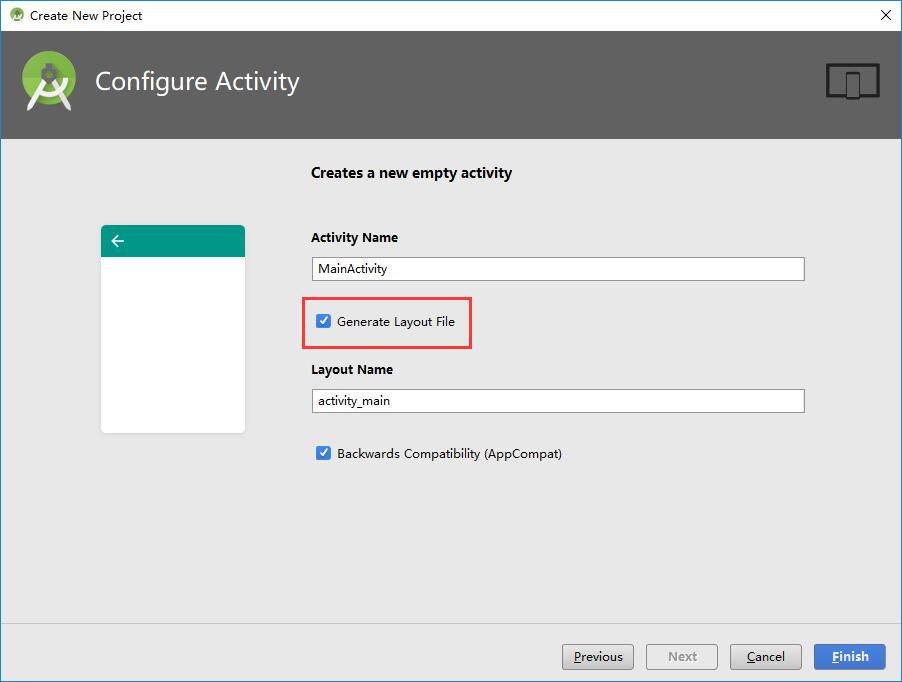 Create New Project
Configure Activity
Creates a new empty activity
Activity Name
MainActivity
Generate Layout File
Layout Name
activity_main
Backwards Compatibility (AppCompat)
Previous
Next
Cancel
Finish